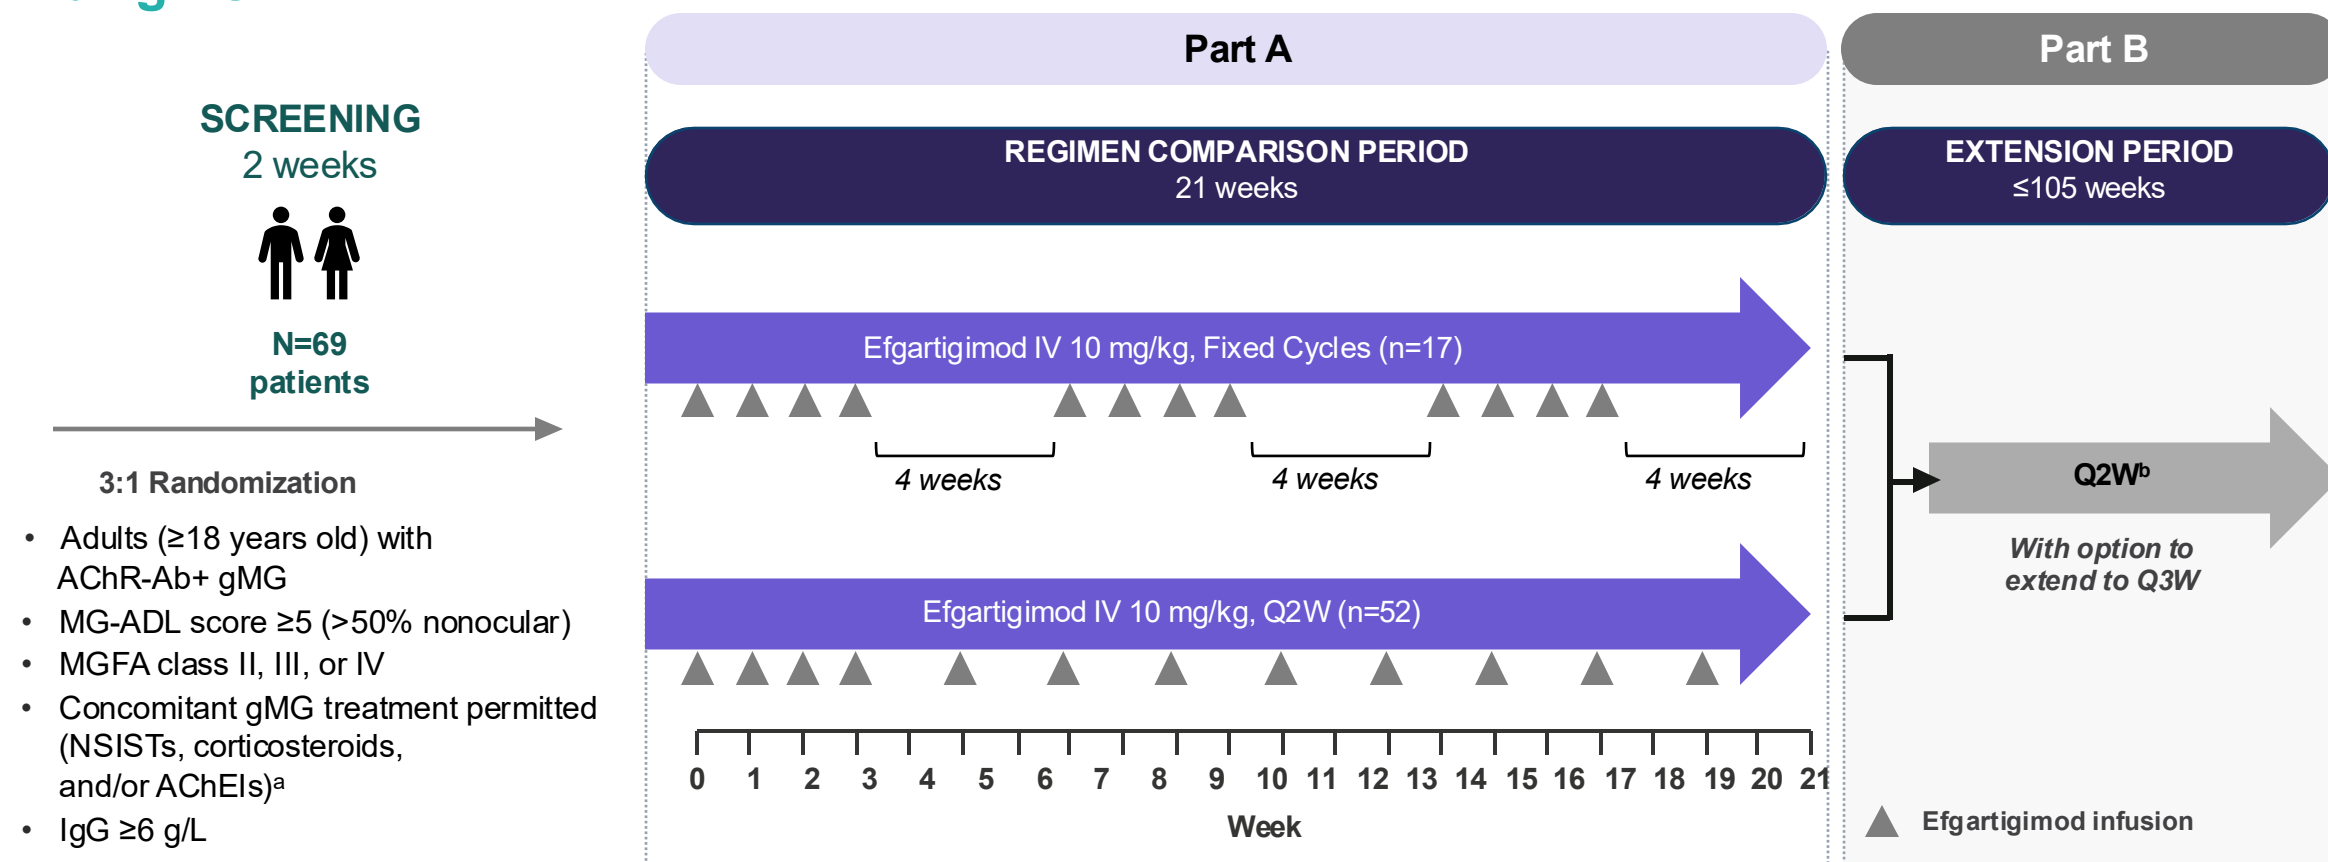 SCREENING
2 weeks
N=69
patients
3:1 Randomization
• Adults (≥18 years old) with
AChR-Ab+ gMG
• MG-ADL score ≥5 (>50% nonocular)
• MGFA class II, III, or IV
• Concomitant gMG treatment permitted
(NSISTs, corticosteroids,
and/or AChEIs)ᵃ
• IgG ≥6 g/L
Part A
REGIMEN COMPARISON PERIOD
21 weeks
Efgartigimod IV 10 mg/kg, Fixed Cycles (n=17)
4 weeks
4 weeks
4 weeks
Efgartigimod IV 10 mg/kg, Q2W (n=52)
0 1 2 3 4 5 6 7 8 9 10 11 12 13 14 15 16 17 18 19 20 21
Week
Part B
EXTENSION PERIOD
≤105 weeks
Q2Wᵇ
With option to
extend to Q3W
Efgartigimod infusion